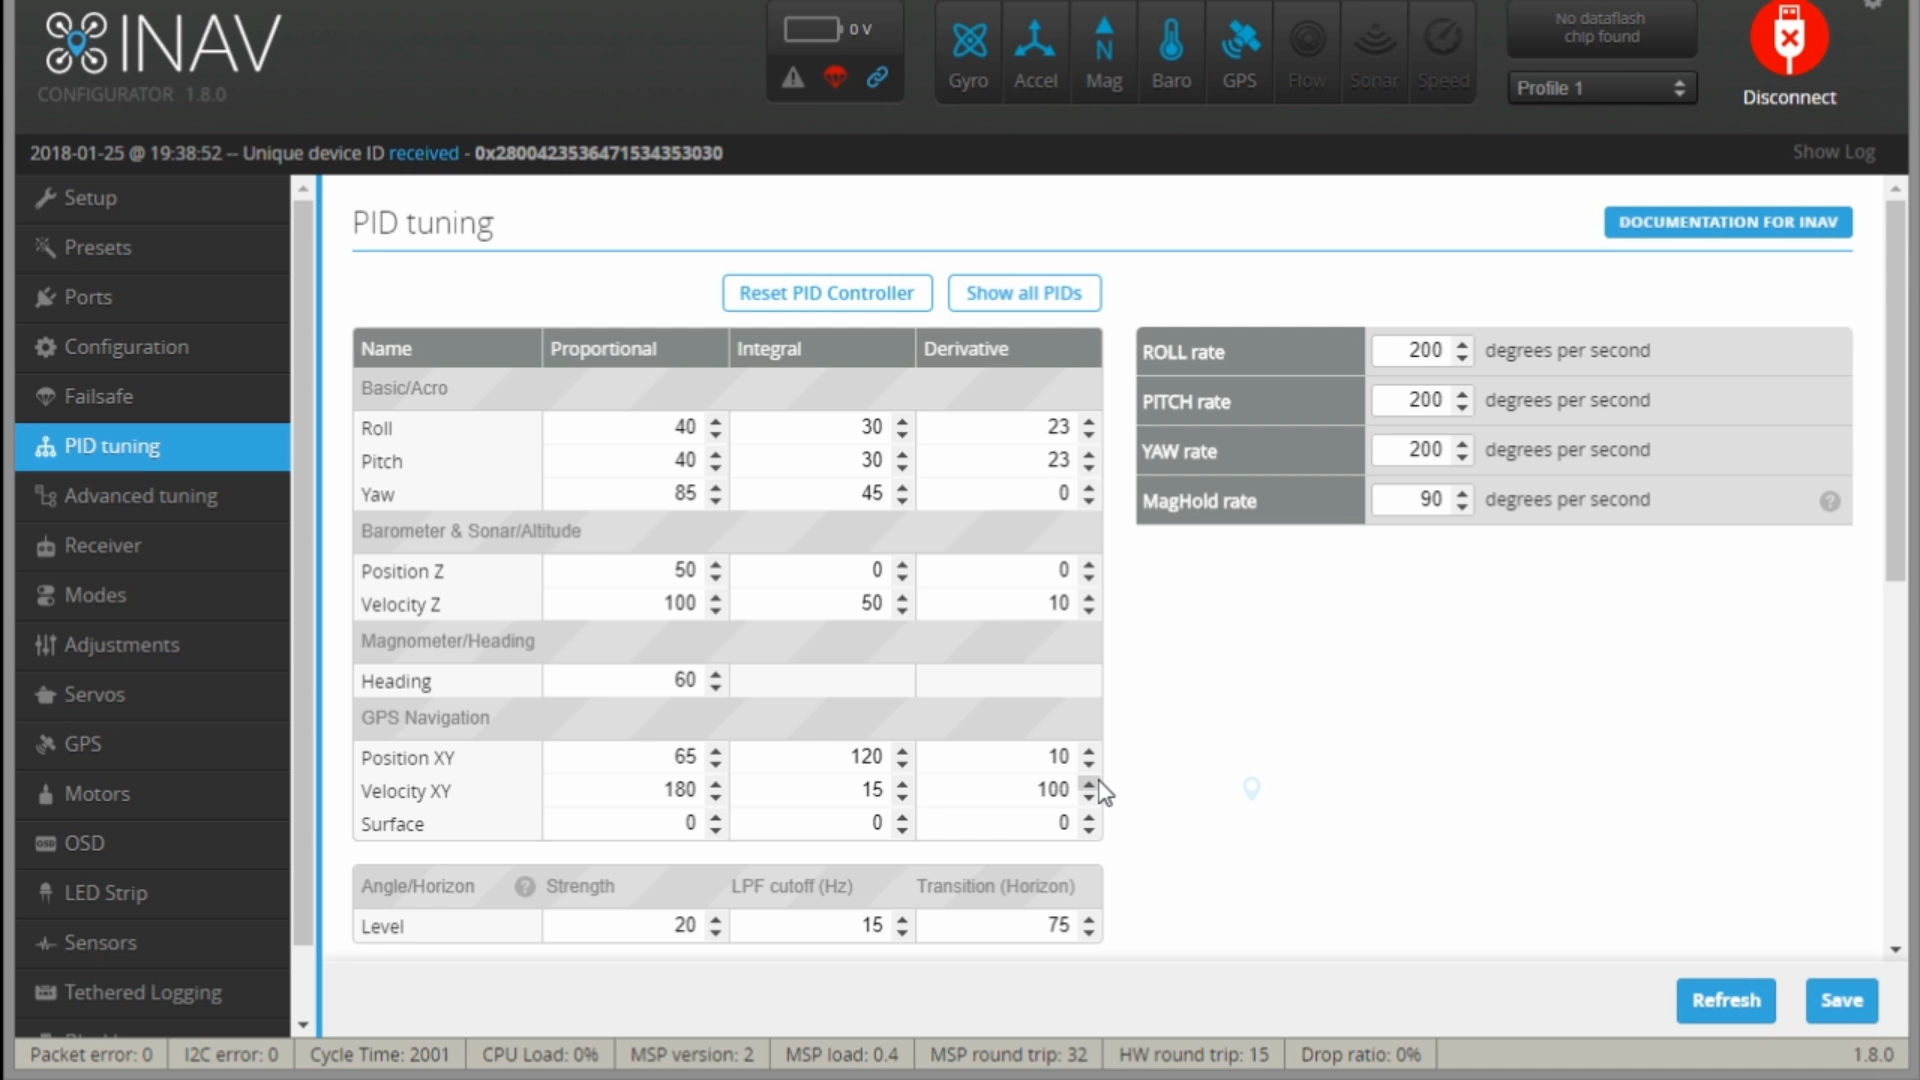 INAV
CONFIGURATOR 1.8.0
0 V
Gyro Accel Mag Baro GPS Flow Sonar Speed
No dataflash
chip found
Profile 1
Disconnect
2018-01-25 @ 19:38:52 -- Unique device ID received - 0x2800423536471534353030
Show Log
Setup
Presets
Ports
Configuration
Failsafe
PID tuning
Advanced tuning
Receiver
Modes
Adjustments
Servos
GPS
Motors
OSD
LED Strip
Sensors
Tethered Logging
PID tuning
DOCUMENTATION FOR INAV
Reset PID Controller Show all PIDs
Name Proportional Integral Derivative
Basic/Acro
Roll 40 30 23
Pitch 40 30 23
Yaw 85 45 0
Barometer & Sonar/Altitude
Position Z 50 0 0
Velocity Z 100 50 10
Magnometer/Heading
Heading 60
GPS Navigation
Position XY 65 120 10
Velocity XY 180 15 100
Surface 0 0 0
Angle/Horizon ? Strength LPF cutoff (Hz) Transition (Horizon)
Level 20 15 75
ROLL rate 200 degrees per second
PITCH rate 200 degrees per second
YAW rate 200 degrees per second
MagHold rate 90 degrees per second ?
Refresh Save
Packet error: 0 I2C error: 0 Cycle Time: 2001 CPU Load: 0% MSP version: 2 MSP load: 0.4 MSP round trip: 32 HW round trip: 15 Drop ratio: 0% 1.8.0